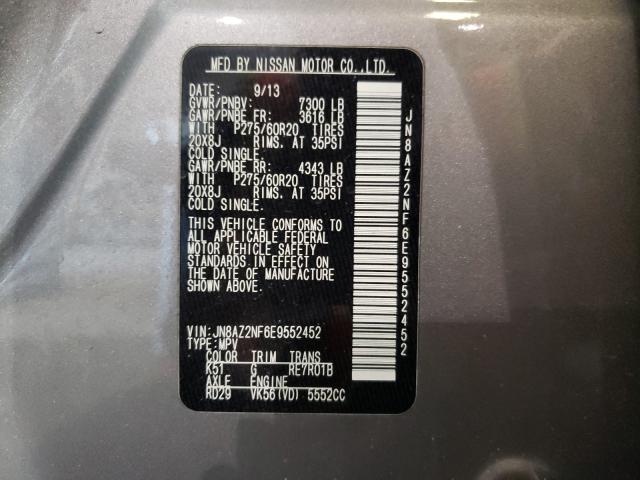 MFD BY NISSAN MOTOR CO.,LTD.
DATE: 9/13
GVWR/PNBV: 7300 LB
GAWR/PNBE FR: 3616 LB
WITH P275/60R20 TIRES
20X8J RIMS. AT 35PSI
COLD SINGLE.
GAWR/PNBE RR: 4343 LB
WITH P275/60R20 TIRES
20X8J RIMS. AT 35PSI
COLD SINGLE.
THIS VEHICLE CONFORMS TO
ALL APPLICABLE FEDERAL
MOTOR VEHICLE SAFETY
STANDARDS IN EFFECT ON
THE DATE OF MANUFACTURE
SHOWN ABOVE.
VIN: JN8AZ2NF6E9552452
TYPE: MPV
COLOR TRIM TRANS
K51 G RE7R01B
AXLE ENGINE
RD29 VK56(VD) 5552CC
JN8AZ2NF6E9552452